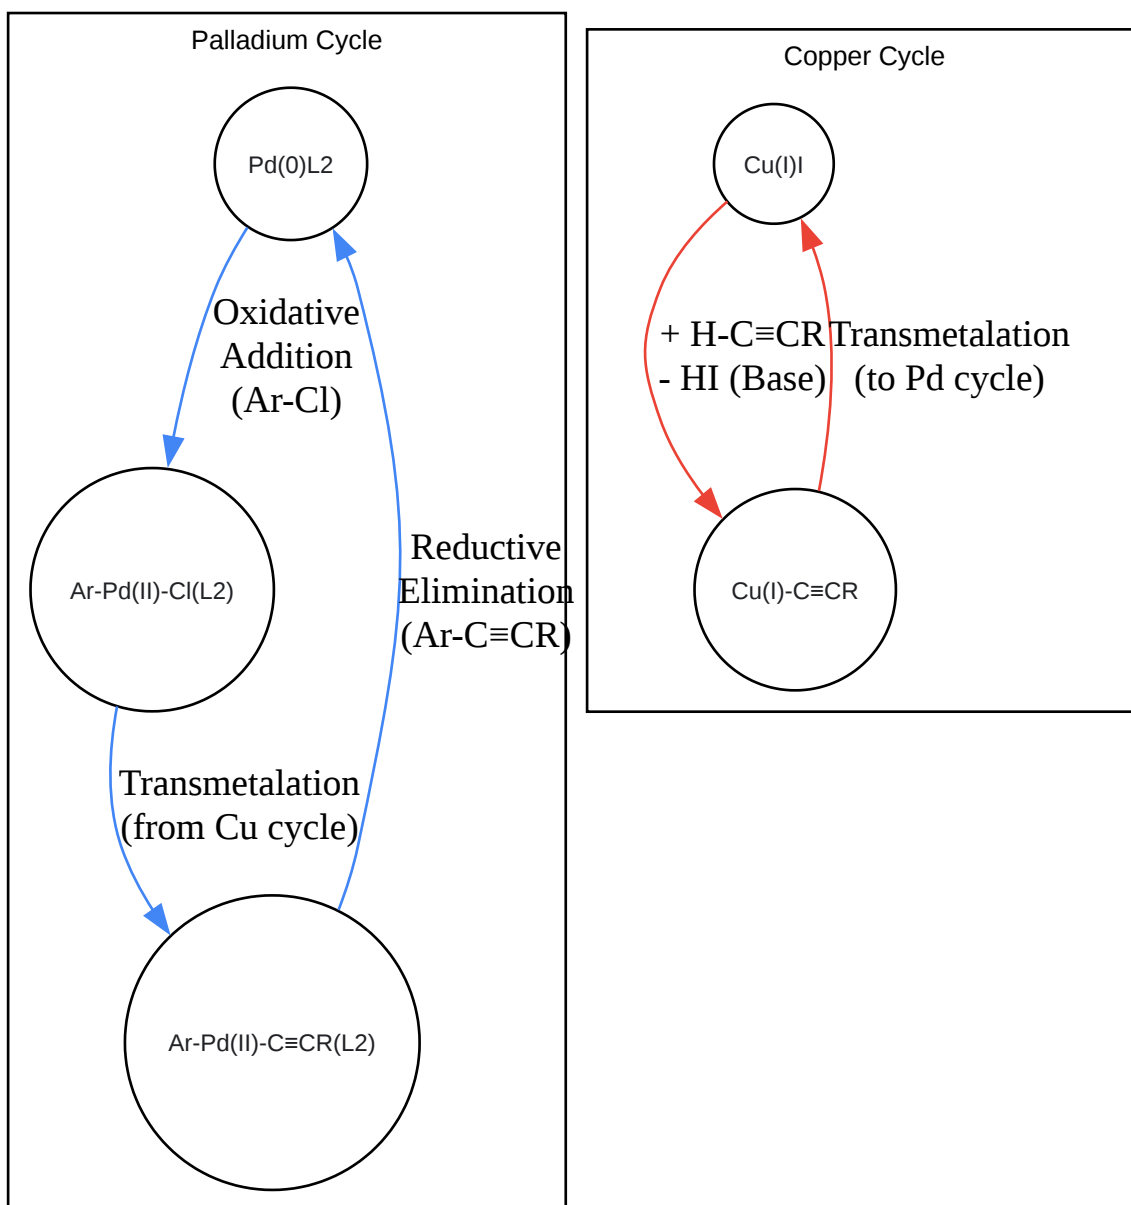 Palladium Cycle
Pd(0)L2
Oxidative
Addition
(Ar-Cl)
Ar-Pd(II)-Cl(L2)
Reductive
Elimination
(Ar-C≡CR)
Transmetalation
(from Cu cycle)
Ar-Pd(II)-C≡CR(L2)
Copper Cycle
Cu(I)I
+ H-C≡CR
- HI (Base)
Transmetalation
(to Pd cycle)
Cu(I)-C≡CR